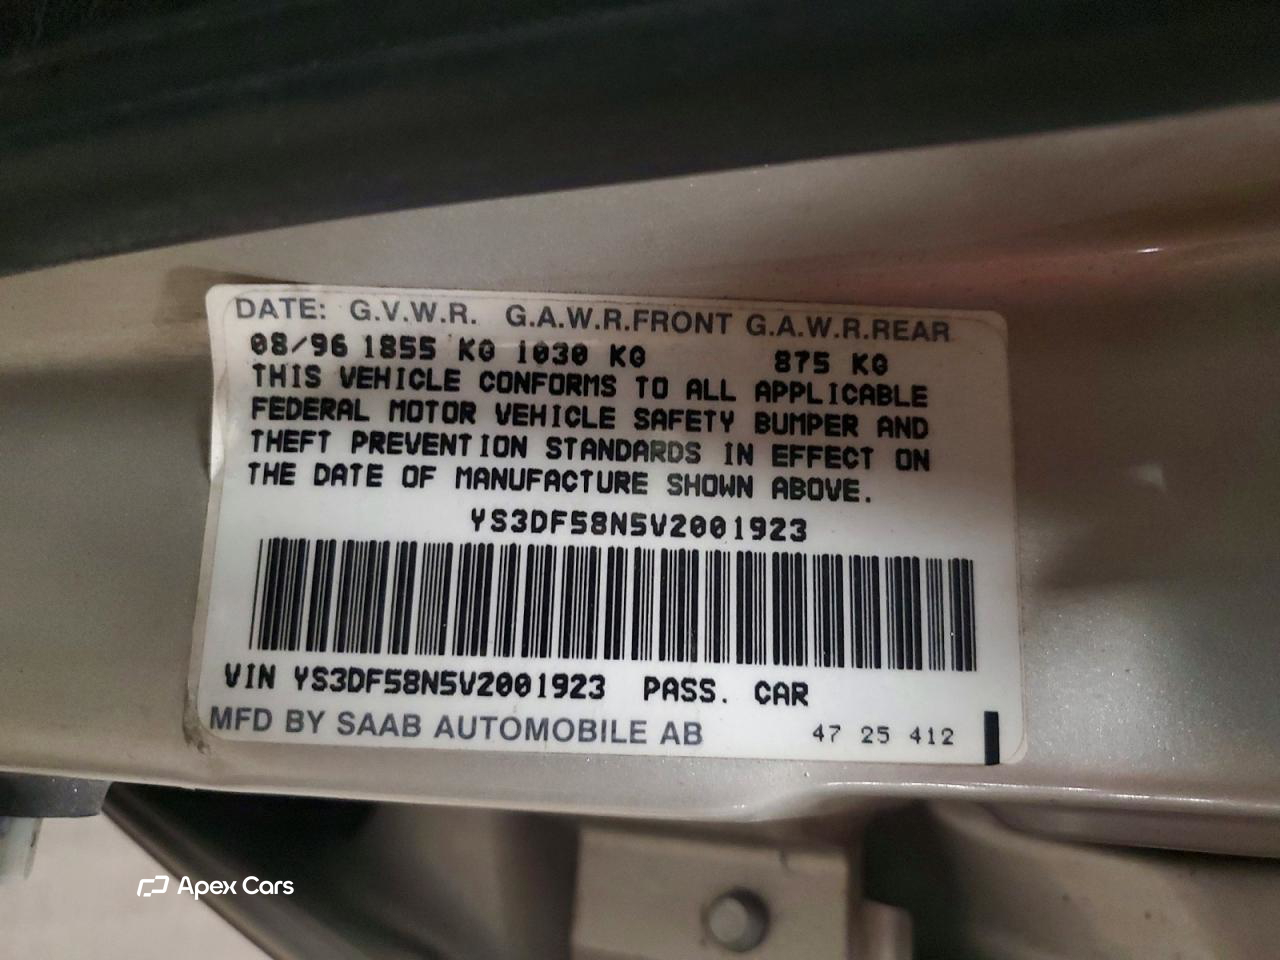 DATE: G.V.W.R. G.A.W.R.FRONT G.A.W.R.REAR
08/96 1855 KG 1030 KG 875 KG
THIS VEHICLE CONFORMS TO ALL APPLICABLE
FEDERAL MOTOR VEHICLE SAFETY BUMPER AND
THEFT PREVENTION STANDARDS IN EFFECT ON
THE DATE OF MANUFACTURE SHOWN ABOVE.
YS3DF58N5V2001923
VIN YS3DF58N5V2001923 PASS. CAR
MFD BY SAAB AUTOMOBILE AB 47 25 412
Apex Cars